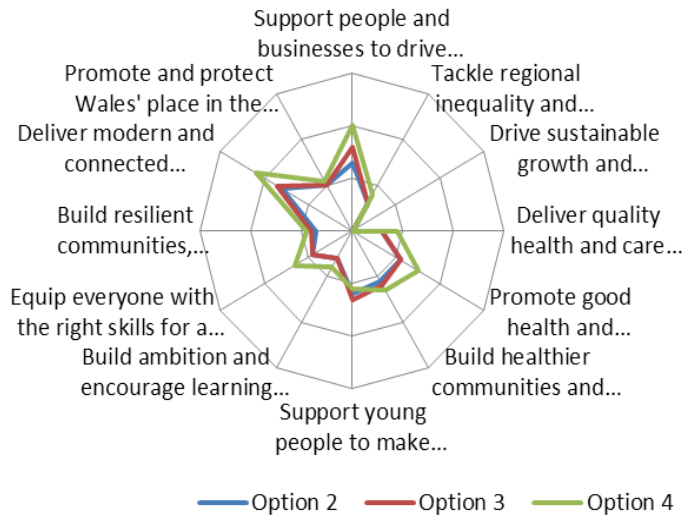 Support people and
businesses to drive...
Tackle regional
inequality and...
Drive sustainable
growth and...
Deliver quality
health and care...
Promote good
health and...
Build healthier
communities and...
Support young
people to make...
Build ambition and
encourage learning...
Equip everyone with
the right skills for a...
Build resilient
communities,...
Deliver modern and
connected...
Promote and protect
Wales' place in the...
Option 2
Option 3
Option 4